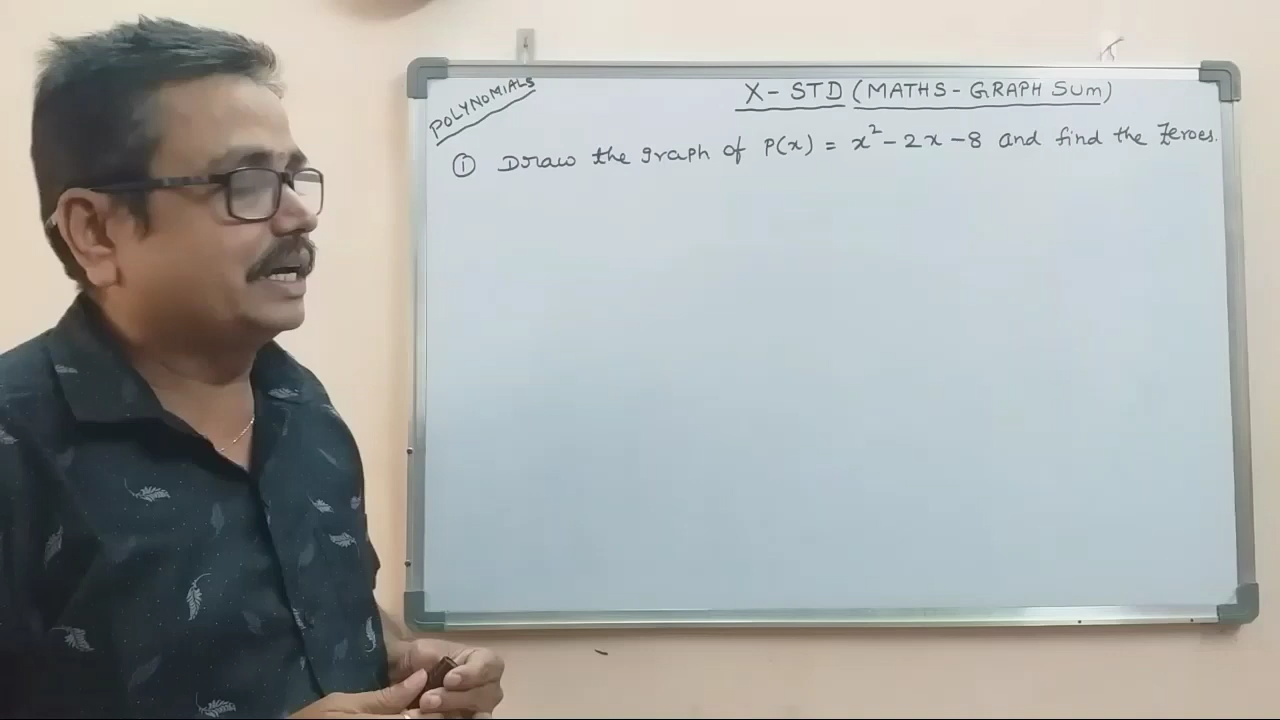 POLYNOMIALS
X- STD (MATHS - GRAPH SUM)
① Draw the graph of P(x) = x² - 2x - 8 and find the Zeroes.